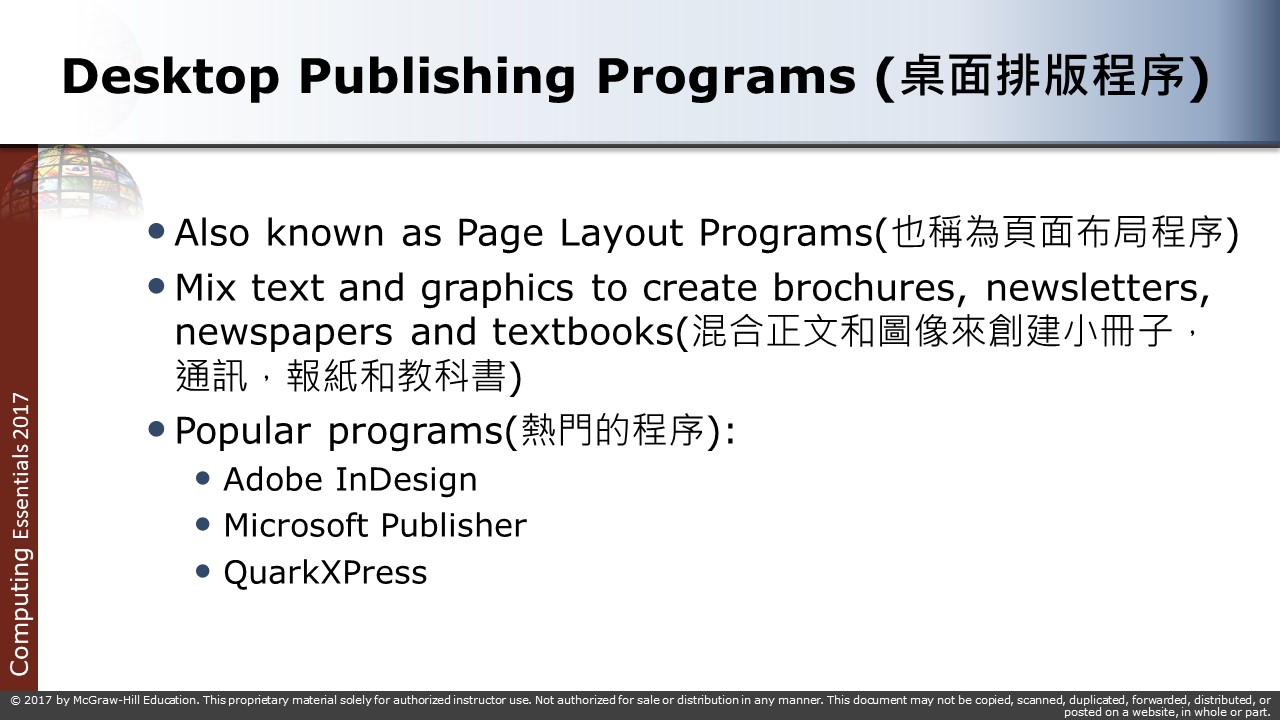 Desktop Publishing Programs (桌面排版程序)
• Also known as Page Layout Programs(也稱為頁面布局程序)
• Mix text and graphics to create brochures, newsletters,
newspapers and textbooks(混合正文和圖像來創建小冊子，
通訊，報紙和教科書)
• Popular programs(熱門的程序):
• Adobe InDesign
• Microsoft Publisher
• QuarkXPress
Computing Essentials 2017
© 2017 by McGraw-Hill Education. This proprietary material solely for authorized instructor use. Not authorized for sale or distribution in any manner. This document may not be copied, scanned, duplicated, forwarded, distributed, or
posted on a website, in whole or part.